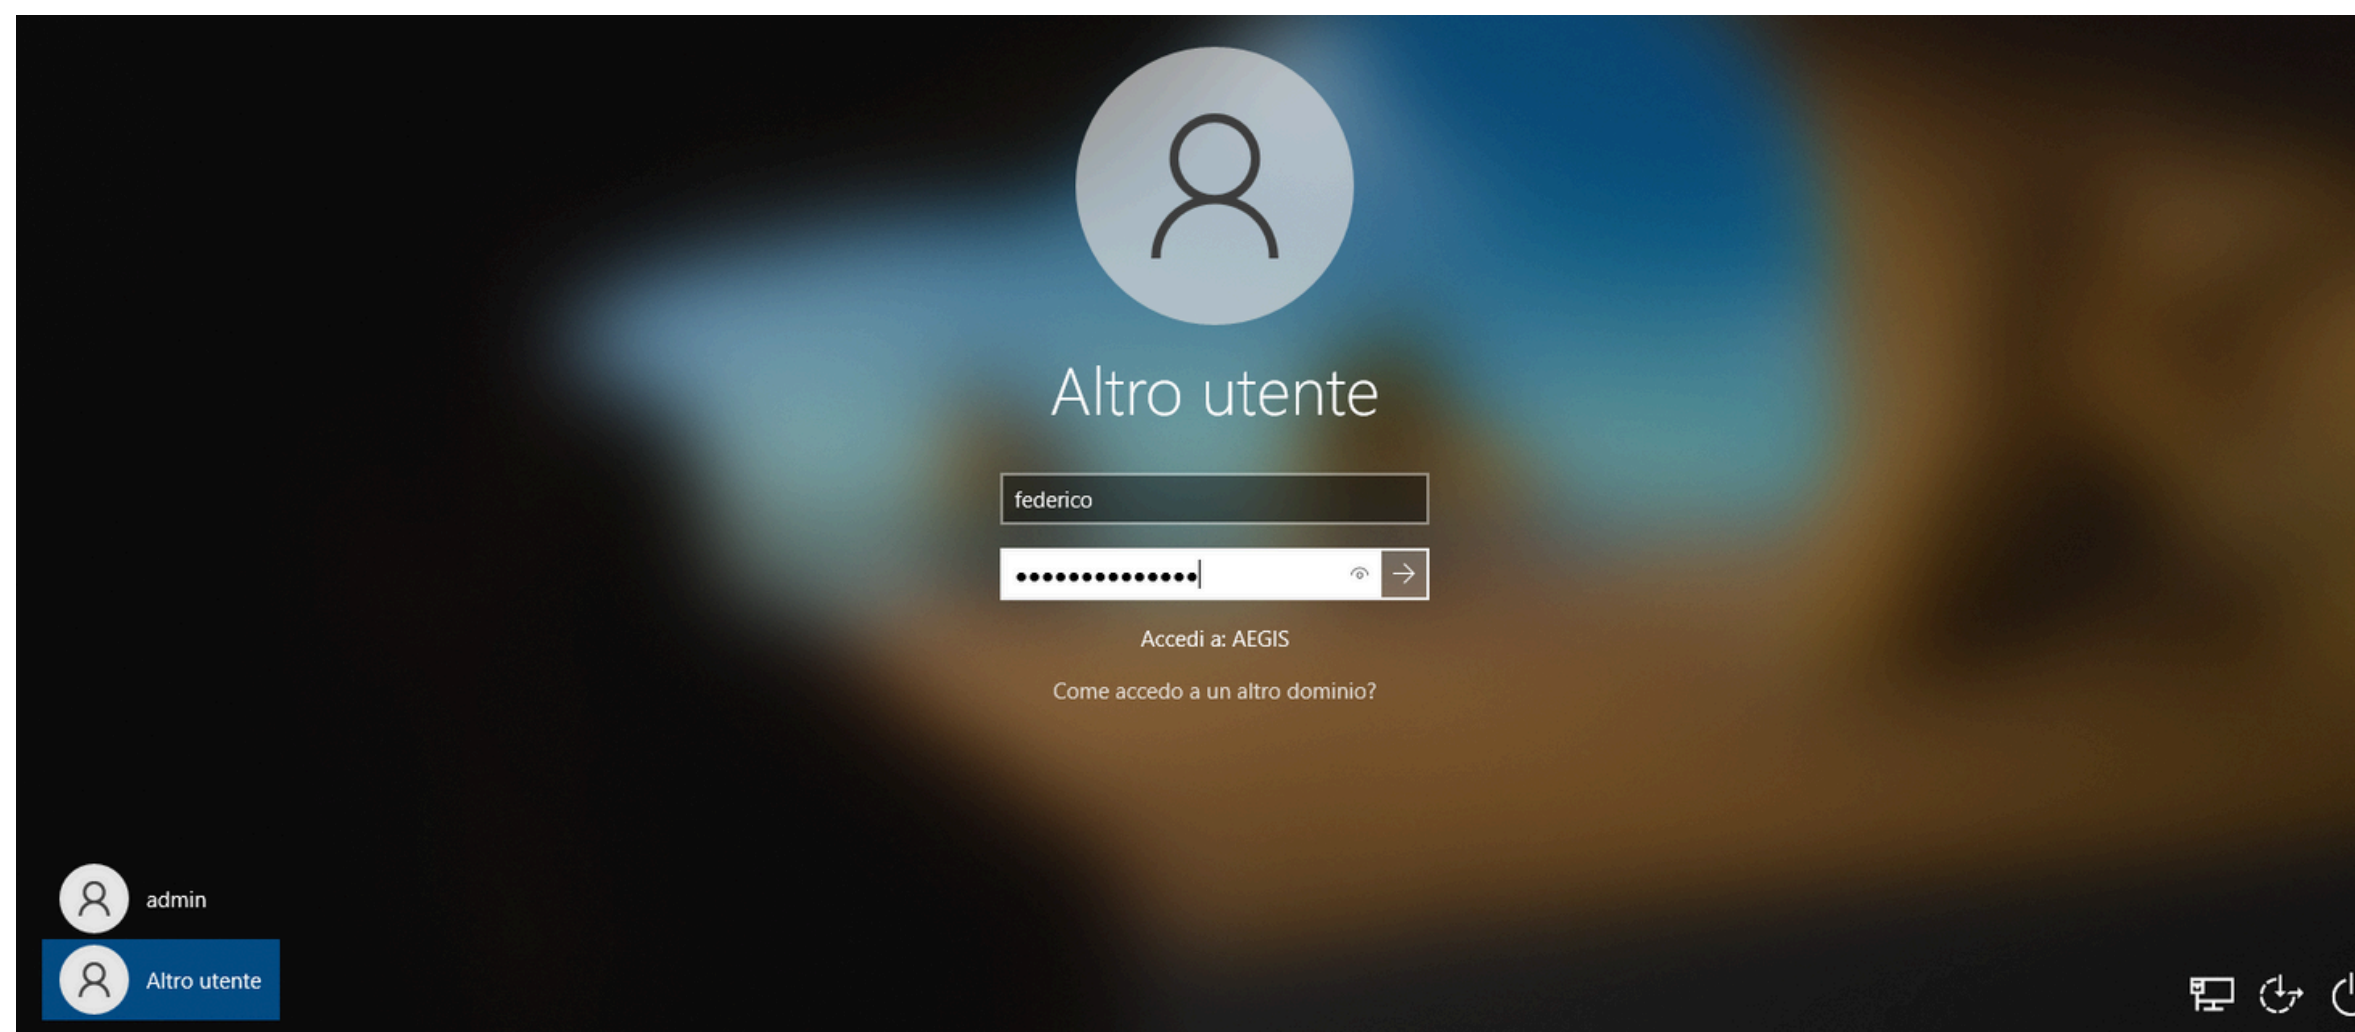 Altro utente
federico
••••••••••••••
Accedi a: AEGIS
Come accedo a un altro dominio?
admin
Altro utente